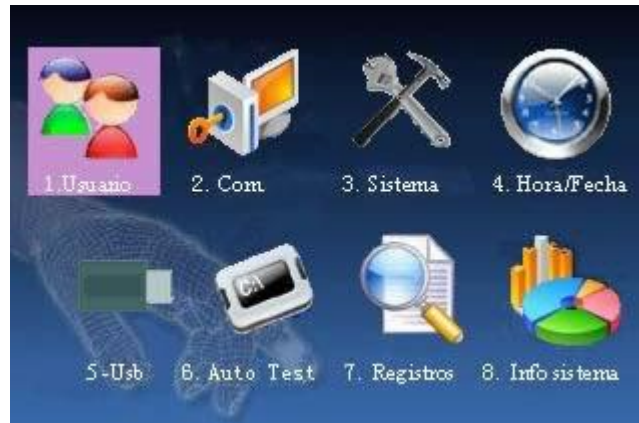 1.Usuario
2. Com.
3. Sistema
4. Hora/Fecha
5-Usb
6. Auto Test
7. Registros
8. Info sistema